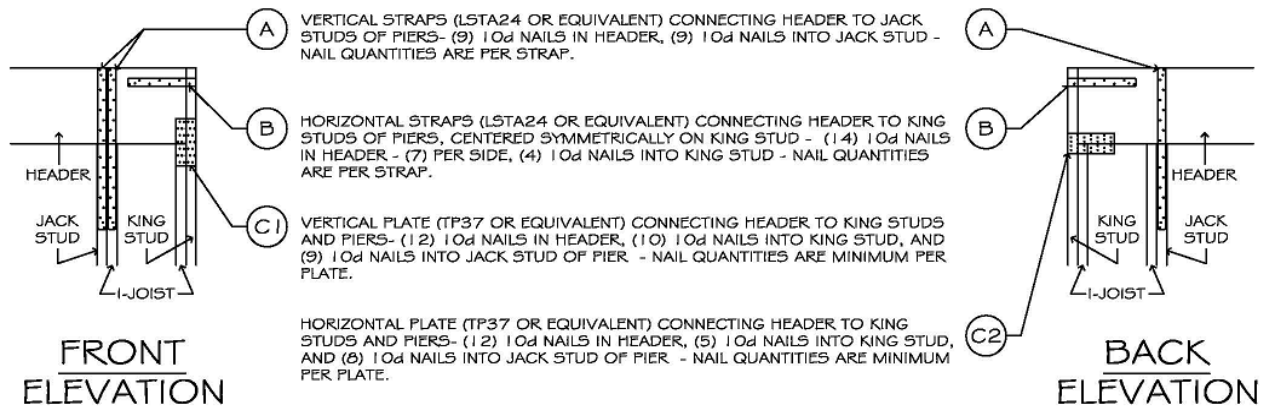 A
VERTICAL STRAPS (LSTA24 OR EQUIVALENT) CONNECTING HEADER TO JACK
STUDS OF PIERS- (9) 10d NAILS IN HEADER, (9) 10d NAILS INTO JACK STUD -
NAIL QUANTITIES ARE PER STRAP.
A
B
HORIZONTAL STRAPS (LSTA24 OR EQUIVALENT) CONNECTING HEADER TO KING
STUDS OF PIERS, CENTERED SYMMETRICALLY ON KING STUD - (14) 10d NAILS
IN HEADER - (7) PER SIDE, (4) 10d NAILS INTO KING STUD - NAIL QUANTITIES
ARE PER STRAP.
B
HEADER
JACK
STUD
KING
STUD
I-JOIST
C1
VERTICAL PLATE (TP37 OR EQUIVALENT) CONNECTING HEADER TO KING STUDS
AND PIERS- (12) 10d NAILS IN HEADER, (10) 10d NAILS INTO KING STUD, AND
(9) 10d NAILS INTO JACK STUD OF PIER - NAIL QUANTITIES ARE MINIMUM PER
PLATE.
HEADER
KING
STUD
JACK
STUD
I-JOIST
HORIZONTAL PLATE (TP37 OR EQUIVALENT) CONNECTING HEADER TO KING
STUDS AND PIERS- (12) 10d NAILS IN HEADER, (5) 10d NAILS INTO KING STUD,
AND (8) 10d NAILS INTO JACK STUD OF PIER - NAIL QUANTITIES ARE MINIMUM
PER PLATE.
C2
FRONT
ELEVATION
BACK
ELEVATION